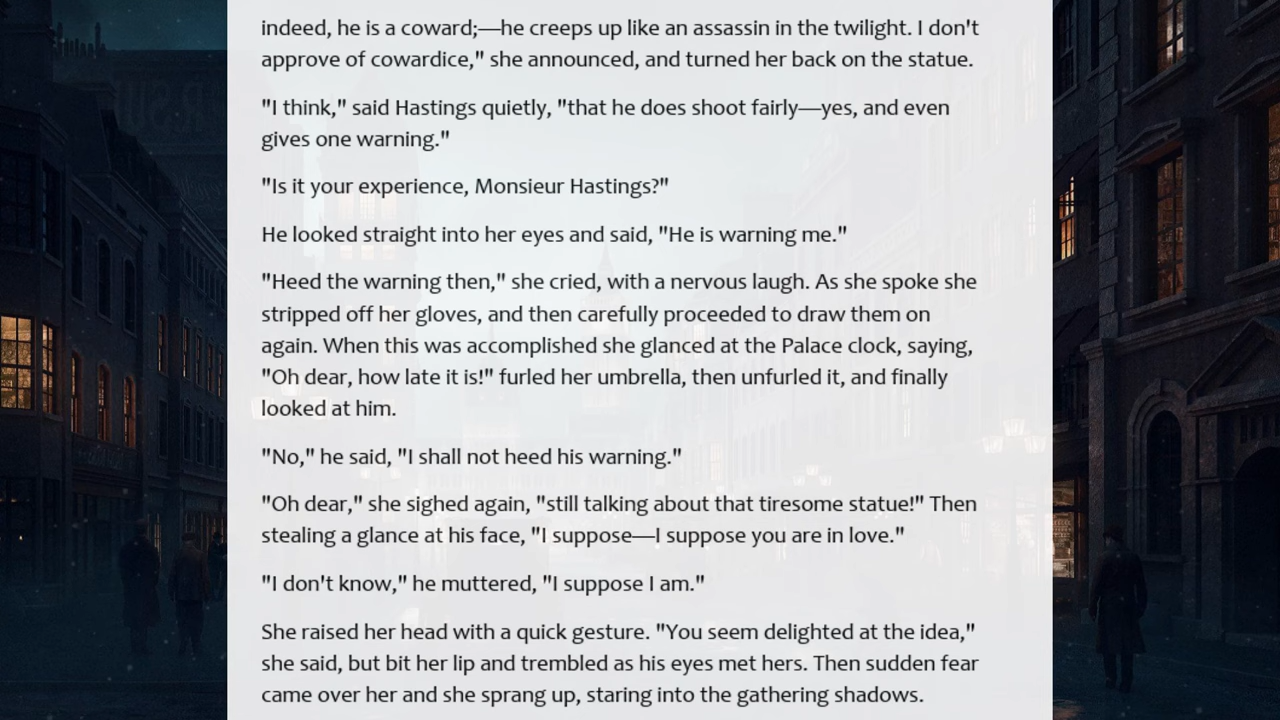 indeed, he is a coward;—he creeps up like an assassin in the twilight. I don't
approve of cowardice," she announced, and turned her back on the statue.
"I think," said Hastings quietly, "that he does shoot fairly—yes, and even
gives one warning."
"Is it your experience, Monsieur Hastings?"
He looked straight into her eyes and said, "He is warning me."
"Heed the warning then," she cried, with a nervous laugh. As she spoke she
stripped off her gloves, and then carefully proceeded to draw them on
again. When this was accomplished she glanced at the Palace clock, saying,
"Oh dear, how late it is!" furled her umbrella, then unfurled it, and finally
looked at him.
"No," he said, "I shall not heed his warning."
"Oh dear," she sighed again, "still talking about that tiresome statue!" Then
stealing a glance at his face, "I suppose—I suppose you are in love."
"I don't know," he muttered, "I suppose I am."
She raised her head with a quick gesture. "You seem delighted at the idea,"
she said, but bit her lip and trembled as his eyes met hers. Then sudden fear
came over her and she sprang up, staring into the gathering shadows.